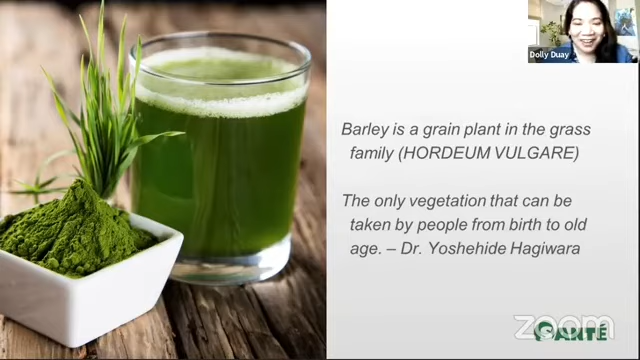 Dolly Duay
Barley is a grain plant in the grass
family (HORDEUM VULGARE)
The only vegetation that can be
taken by people from birth to old
age. – Dr. Yoshehide Hagiwara
zoom
SANTÉ